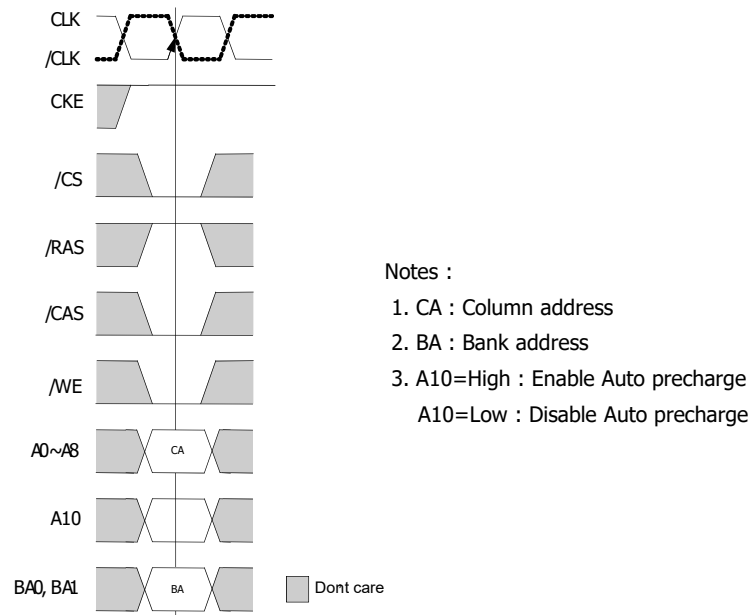 CLK
/CLK
CKE
/CS
/RAS
/CAS
/WE
A0~A8
CA
A10
BA0, BA1
BA
Dont care
Notes :
1. CA : Column address
2. BA : Bank address
3. A10=High : Enable Auto precharge
A10=Low : Disable Auto precharge